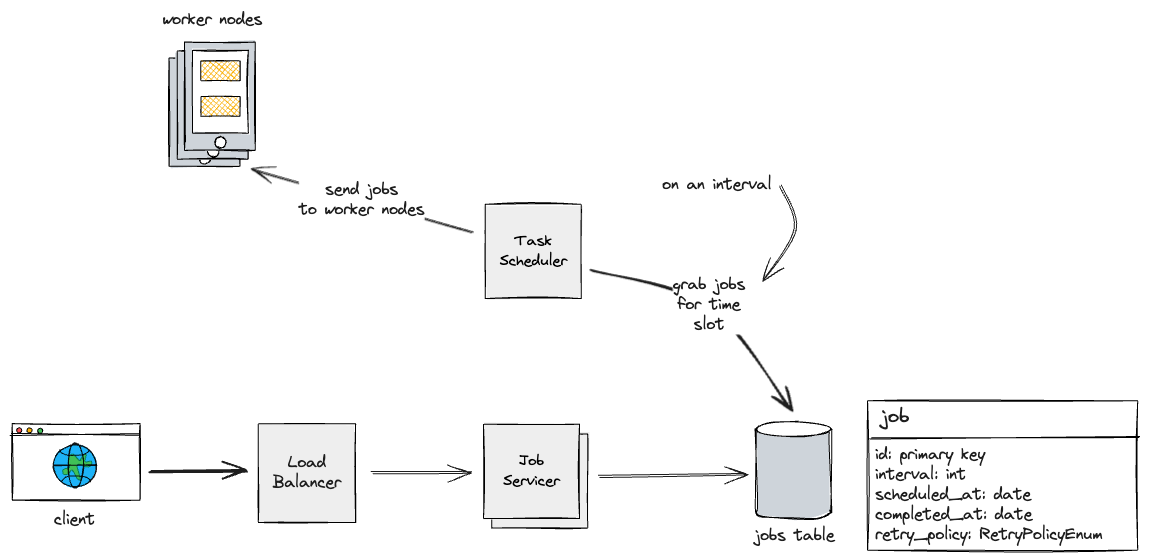 worker nodes
send jobs
to worker nodes
on an interval
Task
Scheduler
grab jobs
for time
slot
client
Load
Balancer
Job
Servicer
jobs table
job
id: primary key
interval: int
scheduled_at: date
completed_at: date
retry_policy: RetryPolicyEnum